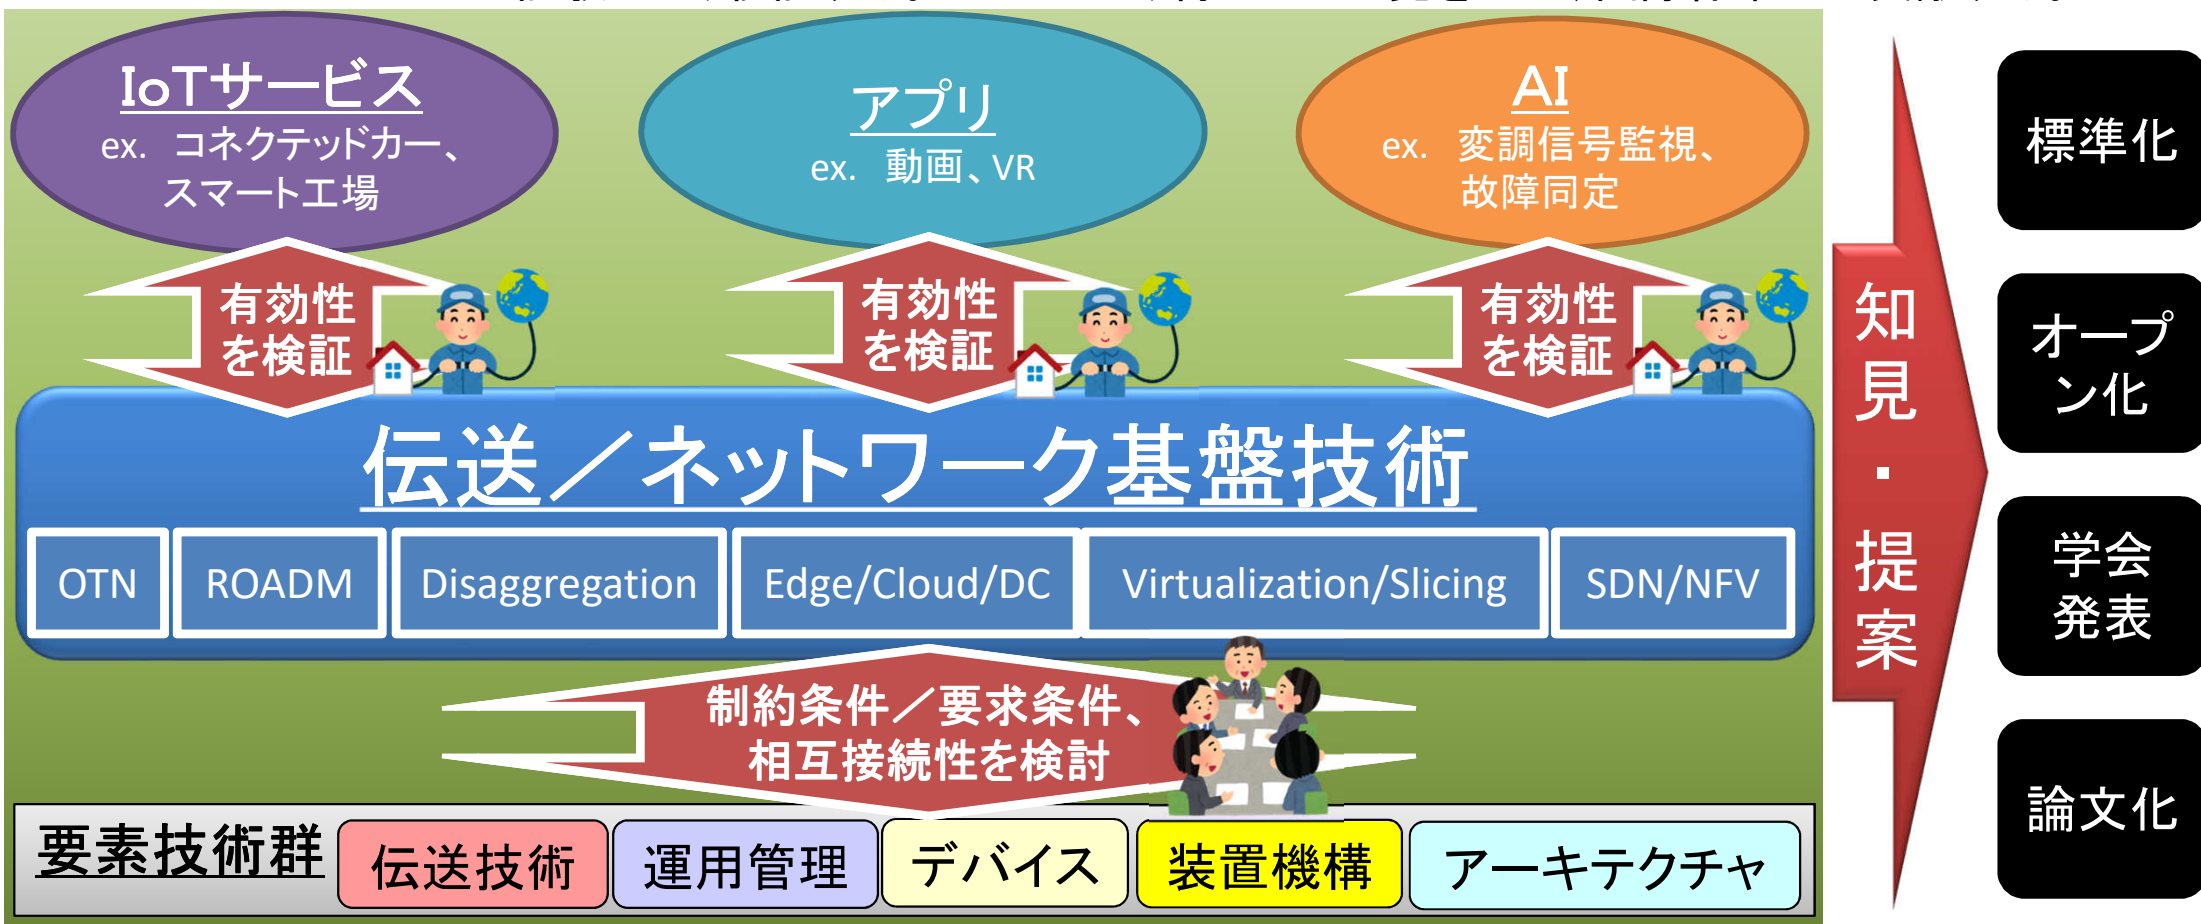 IoTサービス
ex. コネクテッドカー、
スマート工場
アプリ
ex. 動画、VR
AI
ex. 変調信号監視、
故障同定
有効性
を検証
有効性
を検証
有効性
を検証
伝送／ネットワーク基盤技術
OTN
ROADM
Disaggregation
Edge/Cloud/DC
Virtualization/Slicing
SDN/NFV
制約条件／要求条件、
相互接続性を検討
要素技術群
伝送技術
運用管理
デバイス
装置機構
アーキテクチャ
知見・提案
標準化
オープ
ン化
学会
発表
論文化